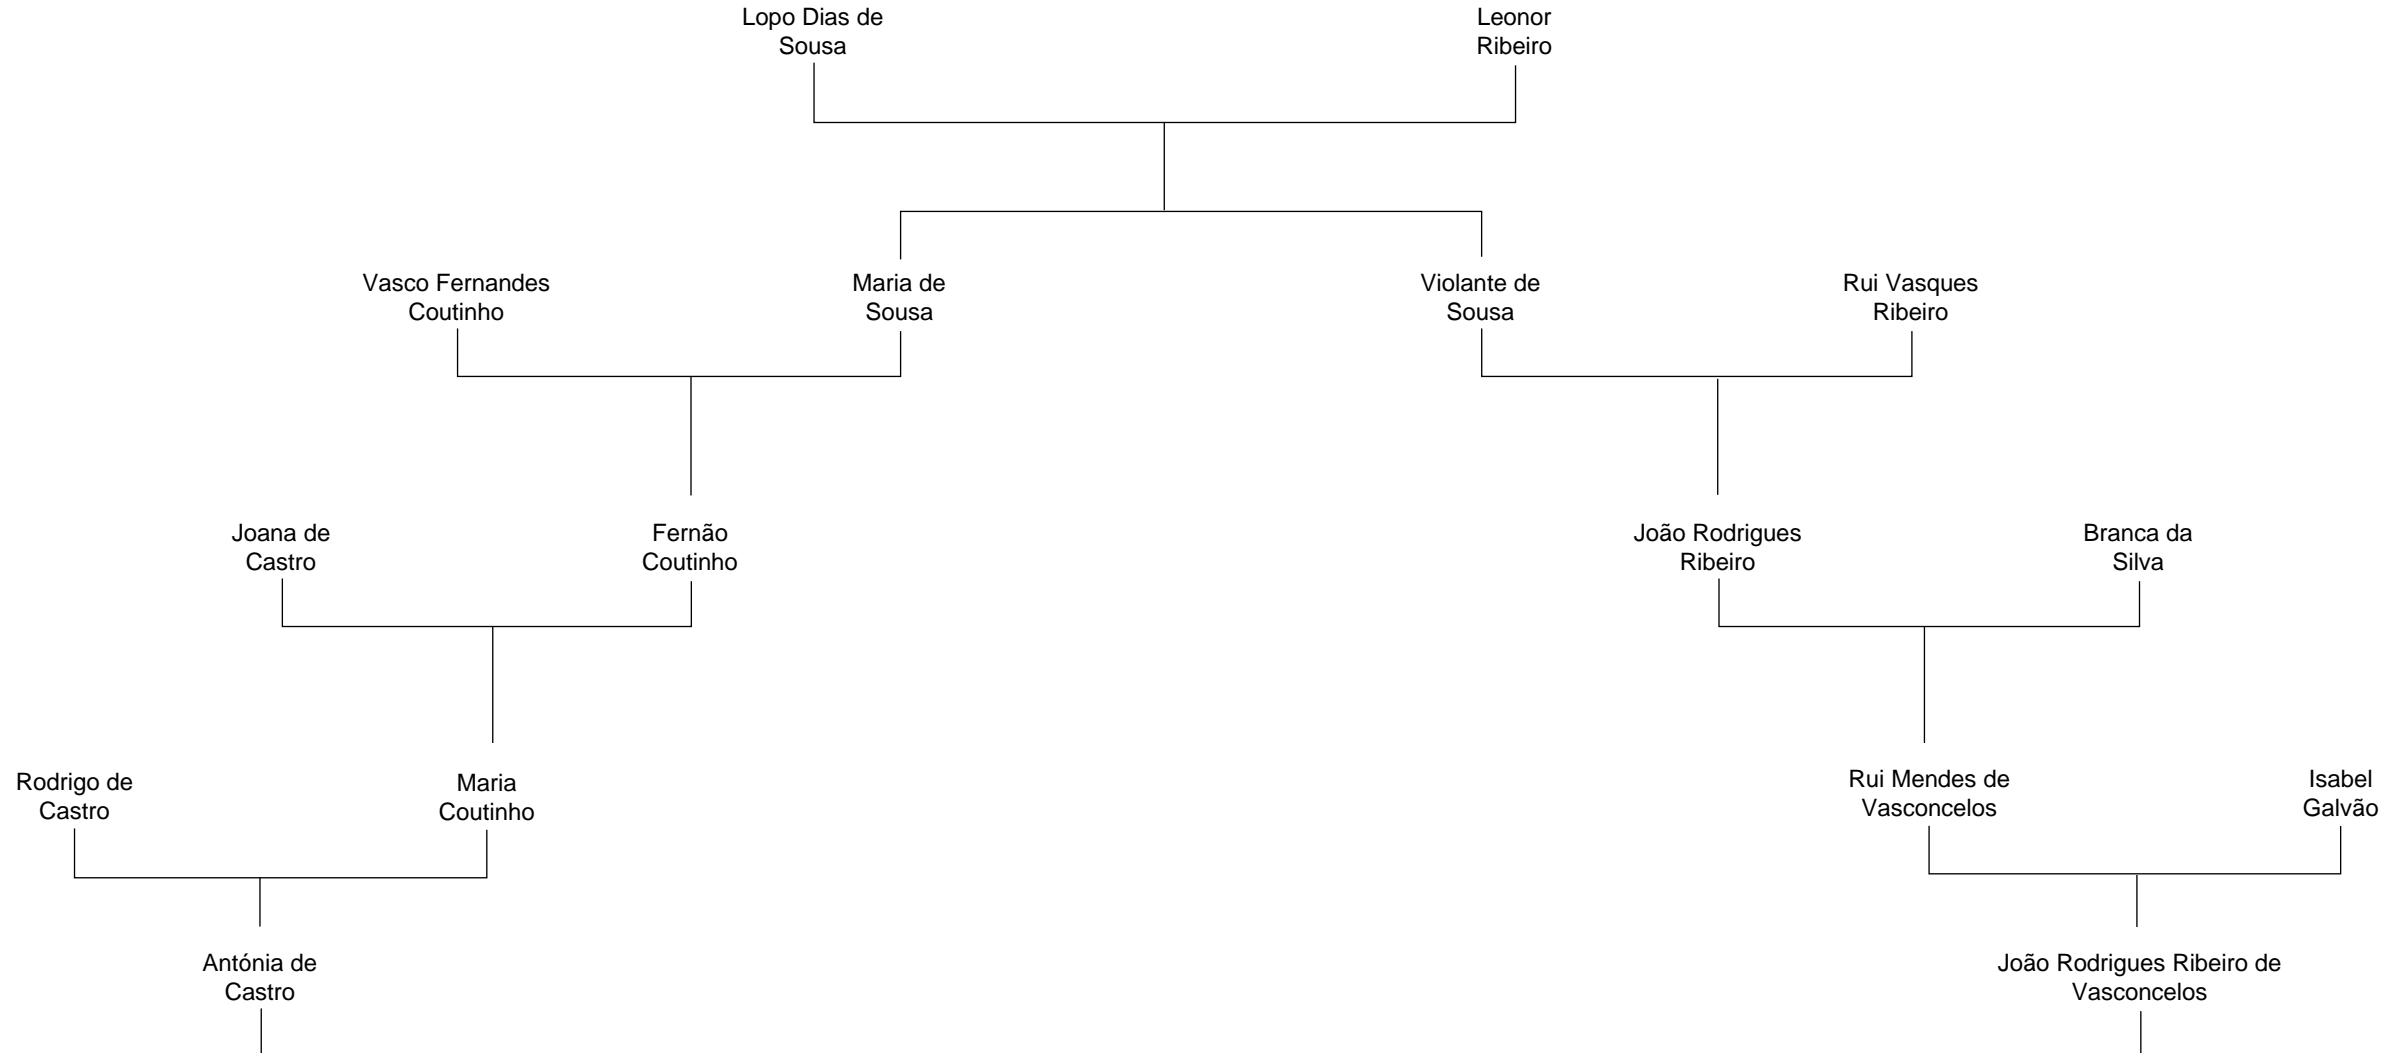 Lopo Dias de
Sousa
Leonor
Ribeiro
Vasco Fernandes
Coutinho
Maria de
Sousa
Violante de
Sousa
Rui Vasques
Ribeiro
Joana de
Castro
Fernão
Coutinho
João Rodrigues
Ribeiro
Branca da
Silva
Rodrigo de
Castro
Maria
Coutinho
Rui Mendes de
Vasconcelos
Isabel
Galvão
Antónia de
Castro
João Rodrigues Ribeiro de
Vasconcelos